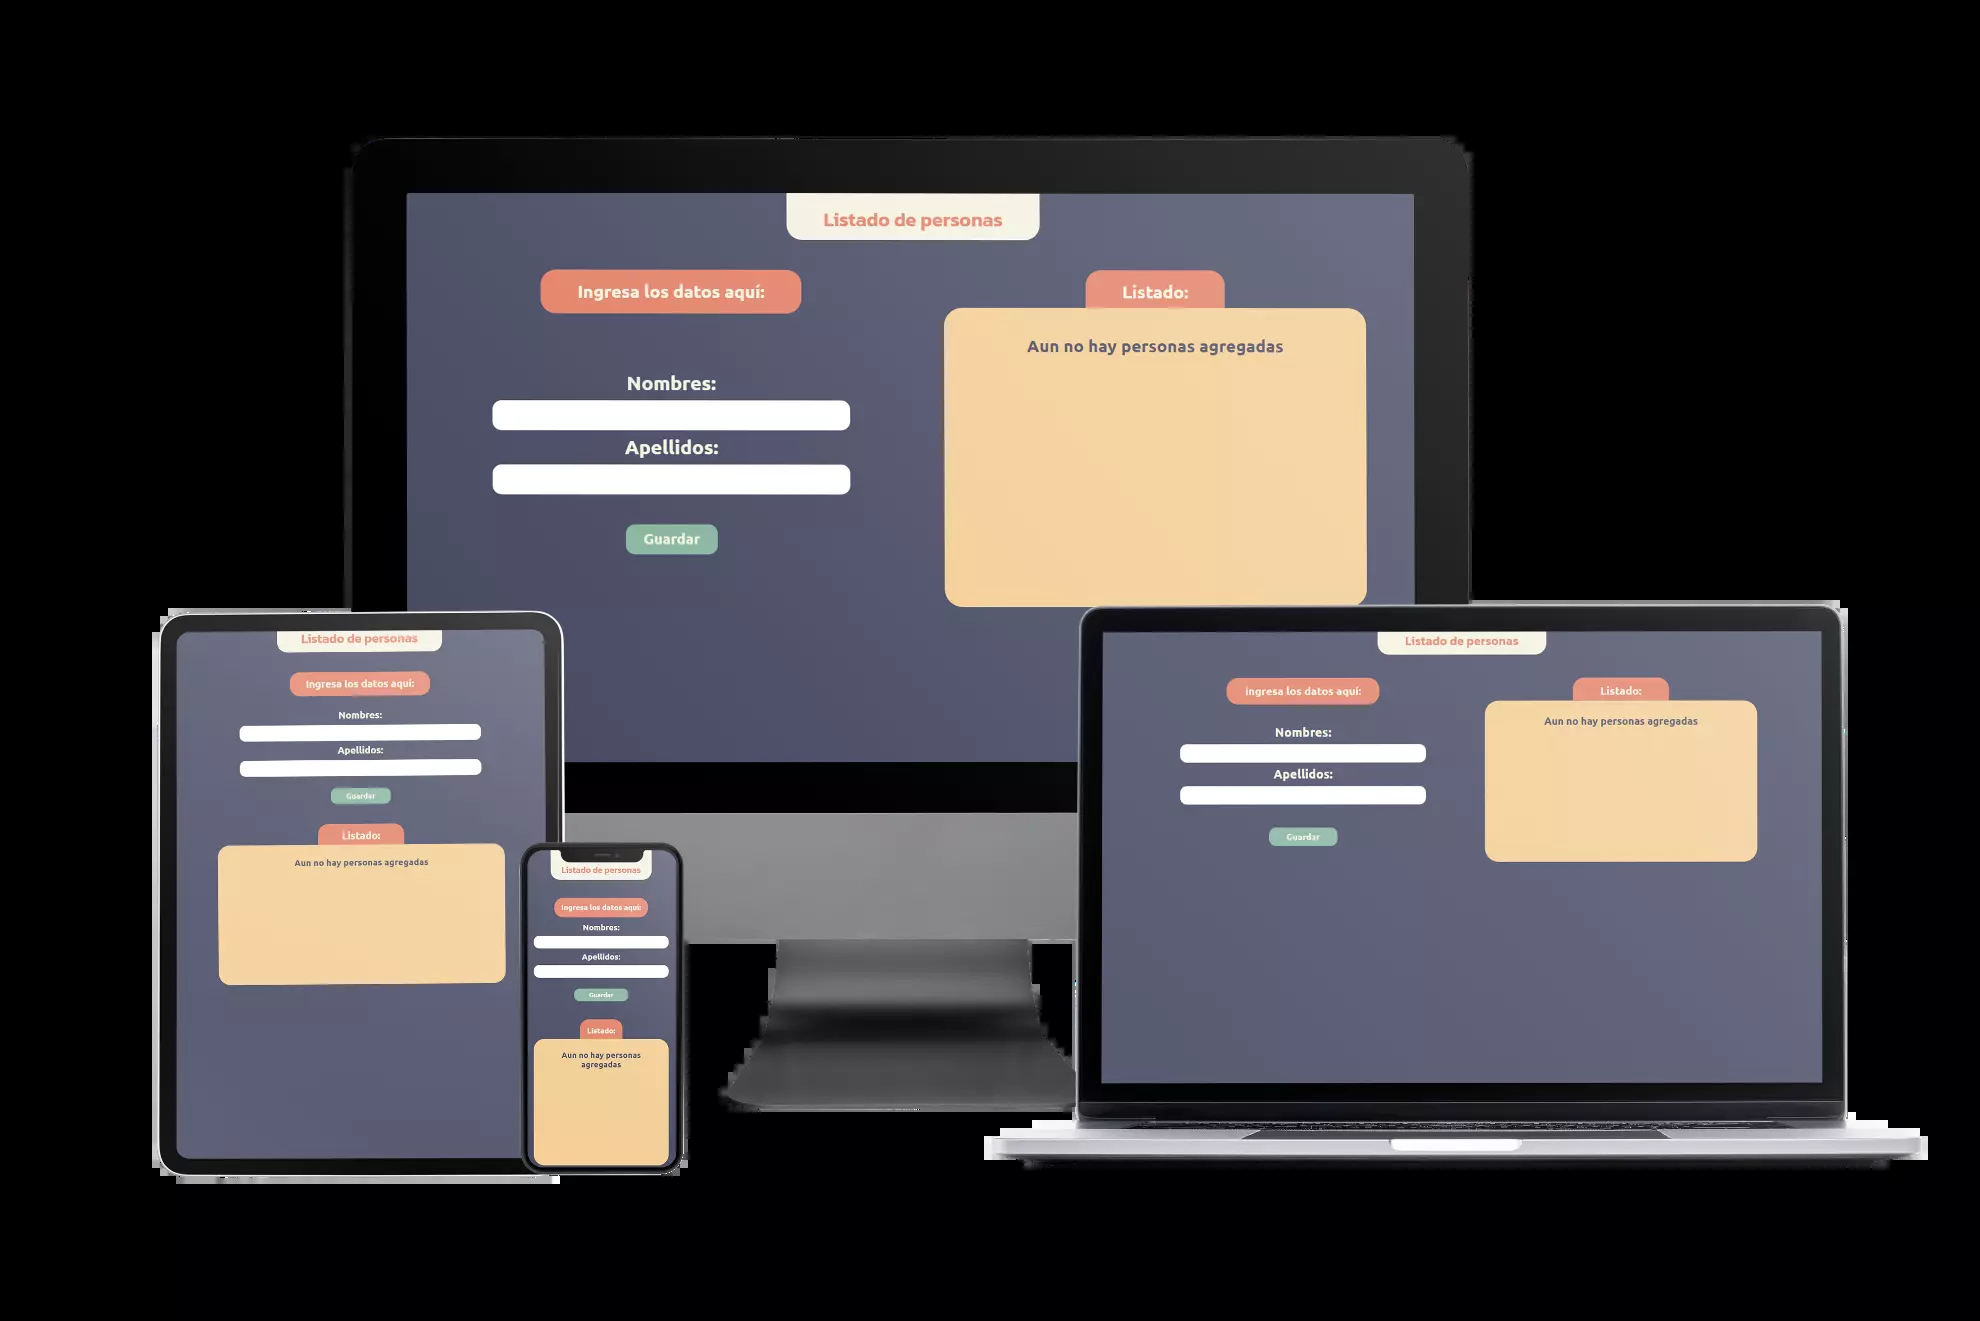 Listado de personas
Ingresa los datos aquí:
Nombres:
Apellidos:
Guardar
Listado:
Aun no hay personas agregadas
Listado de personas
Ingresa los datos aquí:
Nombres:
Apellidos:
Guardar
Listado:
Aun no hay personas agregadas
Listado de personas
Ingresa los datos aquí:
Nombres:
Apellidos:
Guardar
Listado:
Aun no hay personas
agregadas
Listado de personas
Ingresa los datos aquí:
Nombres:
Apellidos:
Guardar
Listado:
Aun no hay personas agregadas